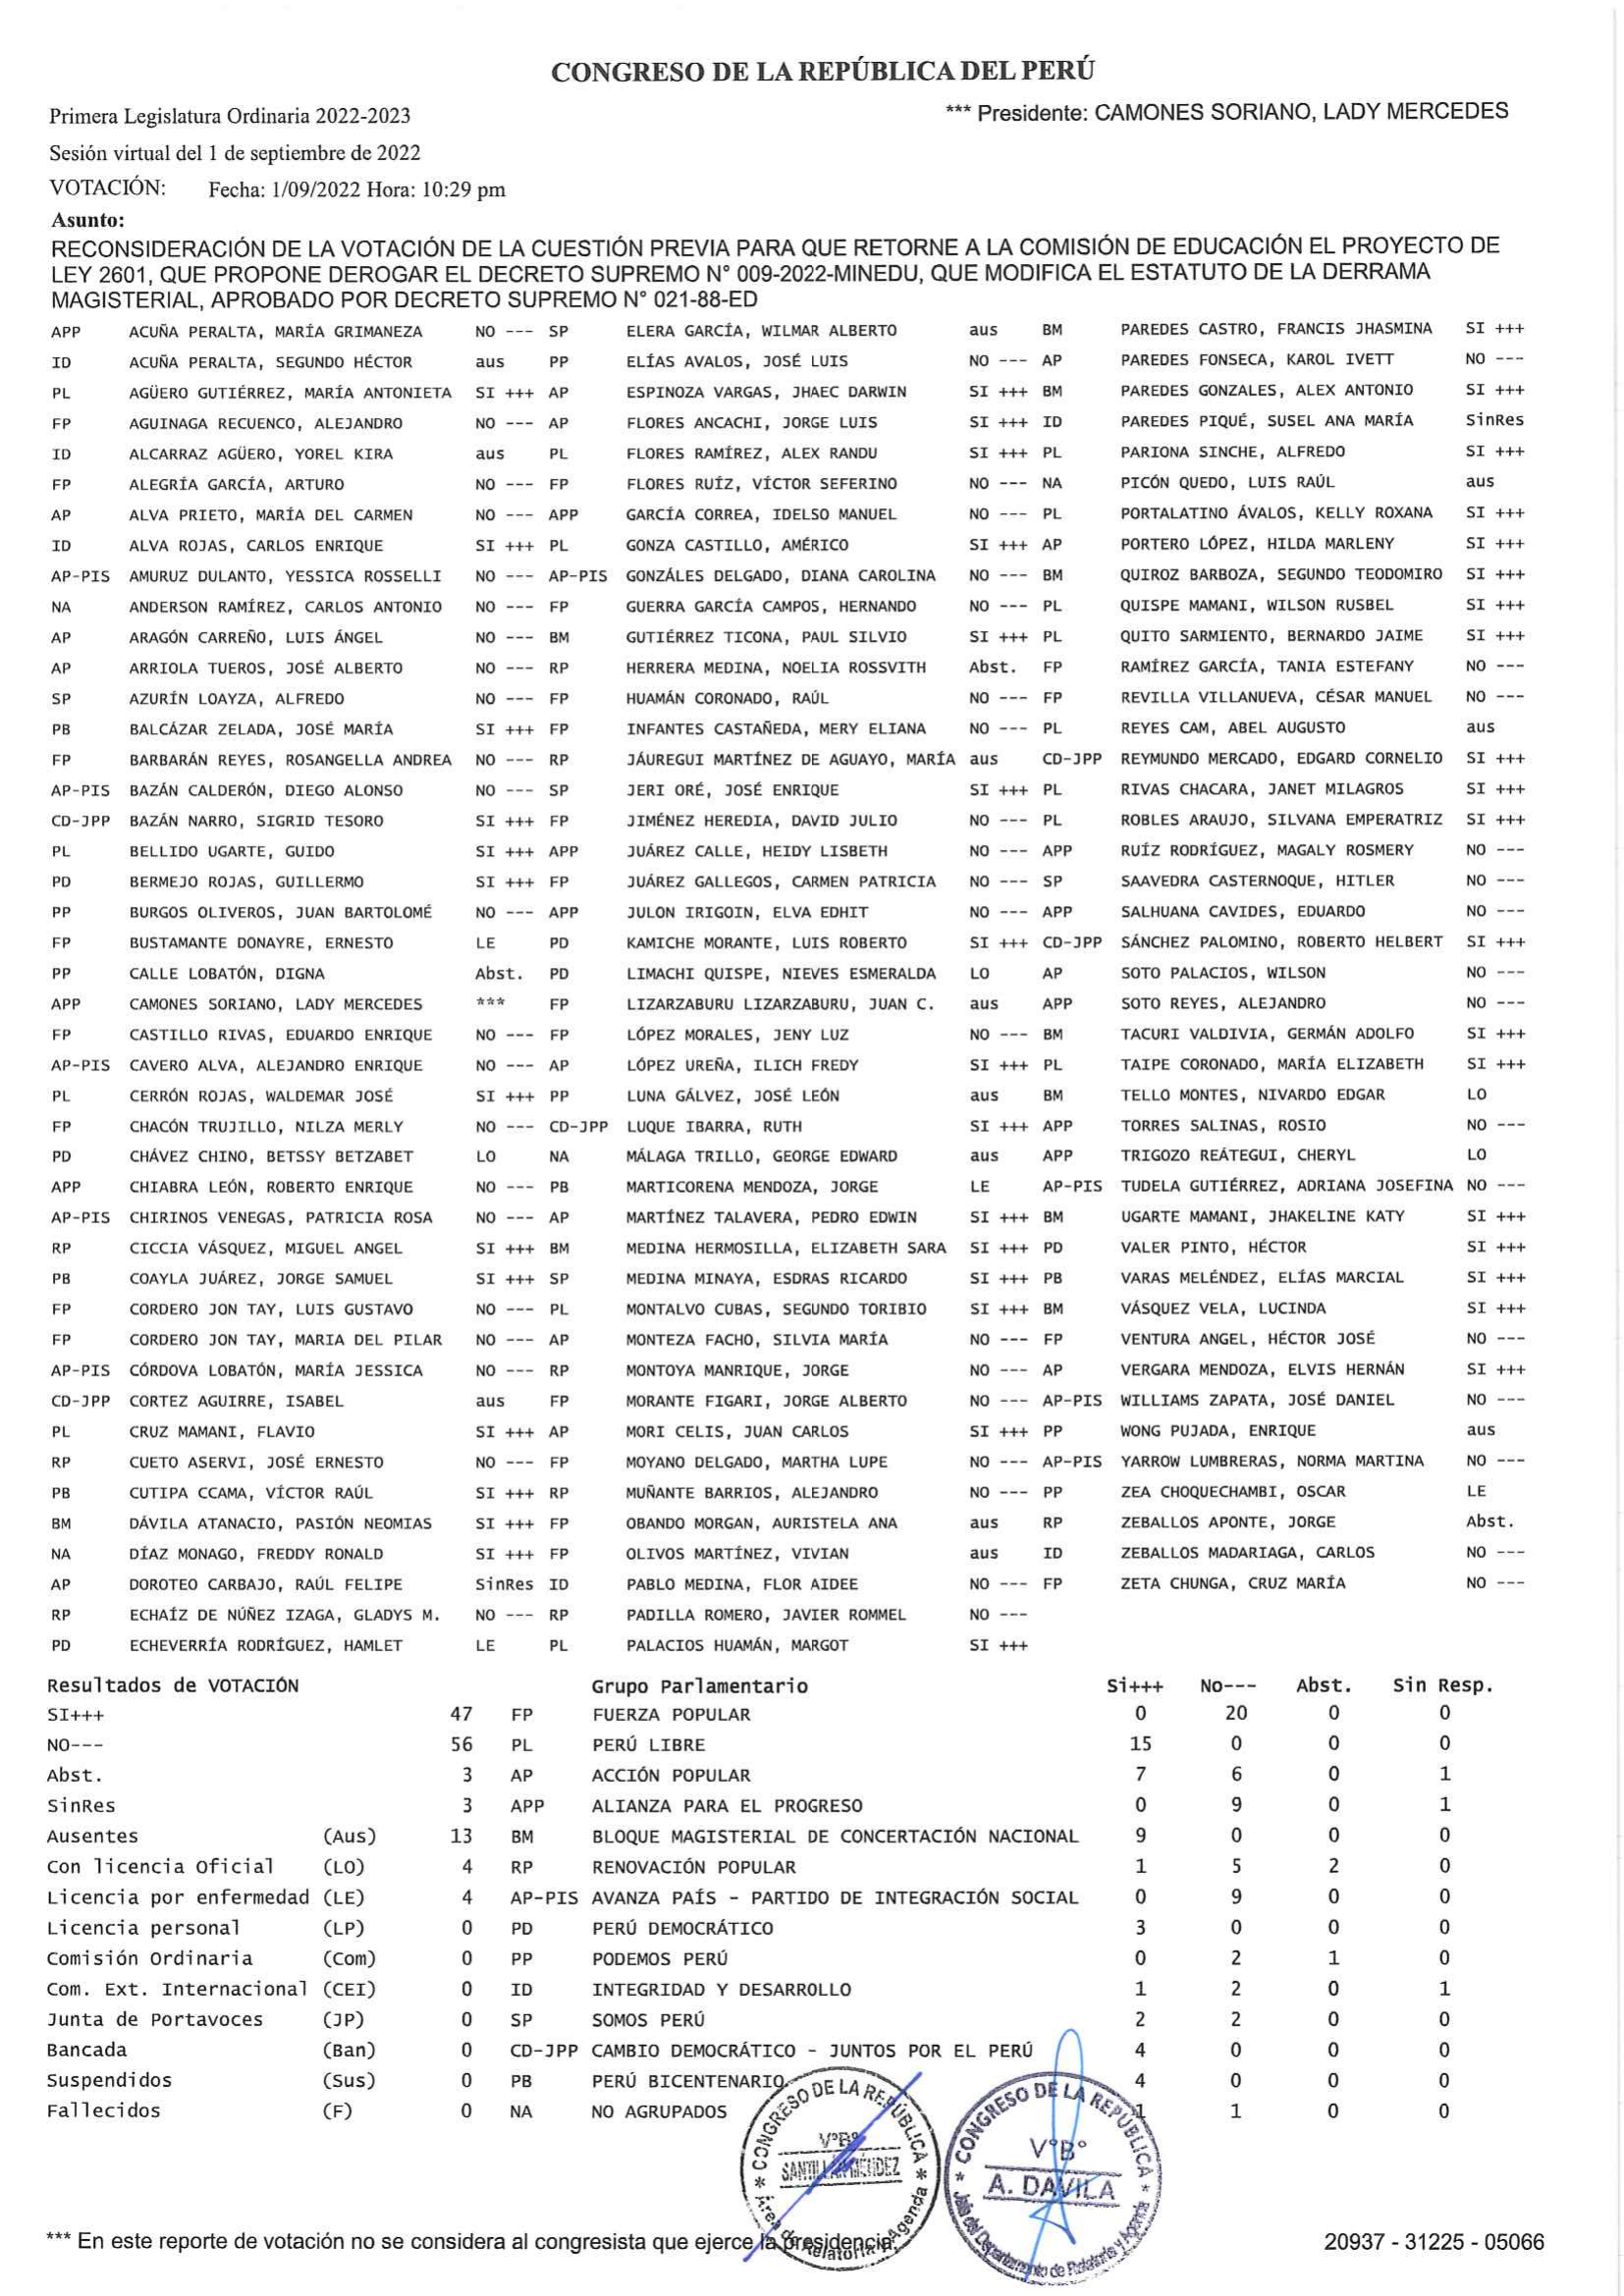 CONGRESO DE LA REPÚBLICA DEL PERÚ
Primera Legislatura Ordinaria 2022-2023 *** Presidente: CAMONES SORIANO, LADY MERCEDES
Sesión virtual del 1 de septiembre de 2022
VOTACIÓN: Fecha: 1/09/2022 Hora: 10:29 pm
Asunto:
RECONSIDERACIÓN DE LA VOTACIÓN DE LA CUESTIÓN PREVIA PARA QUE RETORNE A LA COMISIÓN DE EDUCACIÓN EL PROYECTO DE
LEY 2601, QUE PROPONE DEROGAR EL DECRETO SUPREMO N° 009-2022-MINEDU, QUE MODIFICA EL ESTATUTO DE LA DERRAMA
MAGISTERIAL, APROBADO POR DECRETO SUPREMO N° 021-88-ED
APP ACUÑA PERALTA, MARÍA GRIMANEZA NO --- SP ELERA GARCÍA, WILMAR ALBERTO aus BM PAREDES CASTRO, FRANCIS JHASMINA SI +++
ID ACUÑA PERALTA, SEGUNDO HÉCTOR aus PP ELÍAS AVALOS, JOSÉ LUIS NO --- AP PAREDES FONSECA, KAROL IVETT NO ---
PL AGÜERO GUTIÉRREZ, MARÍA ANTONIETA SI +++ AP ESPINOZA VARGAS, JHAEC DARWIN SI +++ BM PAREDES GONZALES, ALEX ANTONIO SI +++
FP AGUINAGA RECUENCO, ALEJANDRO NO --- AP FLORES ANCACHI, JORGE LUIS SI +++ ID PAREDES PIQUÉ, SUSEL ANA MARÍA SinRes
ID ALCARRAZ AGÜERO, YOREL KIRA aus PL FLORES RAMÍREZ, ALEX RANDU SI +++ PL PARIONA SINCHE, ALFREDO SI +++
FP ALEGRÍA GARCÍA, ARTURO NO --- FP FLORES RUÍZ, VÍCTOR SEFERINO NO --- NA PICÓN QUEDO, LUIS RAÚL aus
AP ALVA PRIETO, MARÍA DEL CARMEN NO --- APP GARCÍA CORREA, IDELSO MANUEL NO --- PL PORTALATINO ÁVALOS, KELLY ROXANA SI +++
ID ALVA ROJAS, CARLOS ENRIQUE SI +++ PL GONZA CASTILLO, AMÉRICO SI +++ AP PORTERO LÓPEZ, HILDA MARLENY SI +++
AP-PIS AMURUZ DULANTO, YESSICA ROSSELLI NO --- AP-PIS GONZÁLES DELGADO, DIANA CAROLINA NO --- BM QUIROZ BARBOZA, SEGUNDO TEODOMIRO SI +++
NA ANDERSON RAMÍREZ, CARLOS ANTONIO NO --- FP GUERRA GARCÍA CAMPOS, HERNANDO NO --- PL QUISPE MAMANI, WILSON RUSBEL SI +++
AP ARAGÓN CARREÑO, LUIS ÁNGEL NO --- BM GUTIÉRREZ TICONA, PAUL SILVIO SI +++ PL QUITO SARMIENTO, BERNARDO JAIME SI +++
AP ARRIOLA TUEROS, JOSÉ ALBERTO NO --- RP HERRERA MEDINA, NOELIA ROSSVITH Abst. FP RAMÍREZ GARCÍA, TANIA ESTEFANY NO ---
SP AZURÍN LOAYZA, ALFREDO NO --- FP HUAMÁN CORONADO, RAÚL NO --- FP REVILLA VILLANUEVA, CÉSAR MANUEL NO ---
PB BALCÁZAR ZELADA, JOSÉ MARÍA SI +++ FP INFANTES CASTAÑEDA, MERY ELIANA NO --- PL REYES CAM, ABEL AUGUSTO aus
FP BARBARÁN REYES, ROSANGELLA ANDREA NO --- RP JÁUREGUI MARTÍNEZ DE AGUAYO, MARÍA aus CD-JPP REYMUNDO MERCADO, EDGARD CORNELIO SI +++
AP-PIS BAZÁN CALDERÓN, DIEGO ALONSO NO --- SP JERI ORÉ, JOSÉ ENRIQUE SI +++ PL RIVAS CHACARA, JANET MILAGROS SI +++
CD-JPP BAZÁN NARRO, SIGRID TESORO SI +++ FP JIMÉNEZ HEREDIA, DAVID JULIO NO --- PL ROBLES ARAUJO, SILVANA EMPERATRIZ SI +++
PL BELLIDO UGARTE, GUIDO SI +++ APP JUÁREZ CALLE, HEIDY LISBETH NO --- APP RUÍZ RODRÍGUEZ, MAGALY ROSMERY NO ---
PD BERMEJO ROJAS, GUILLERMO SI +++ FP JUÁREZ GALLEGOS, CARMEN PATRICIA NO --- SP SAAVEDRA CASTERNOQUE, HITLER NO ---
PP BURGOS OLIVEROS, JUAN BARTOLOMÉ NO --- APP JULON IRIGOIN, ELVA EDHIT NO --- APP SALHUANA CAVIDES, EDUARDO NO ---
FP BUSTAMANTE DONAYRE, ERNESTO LE PD KAMICHE MORANTE, LUIS ROBERTO SI +++ CD-JPP SÁNCHEZ PALOMINO, ROBERTO HELBERT SI +++
PP CALLE LOBATÓN, DIGNA Abst. PD LIMACHI QUISPE, NIEVES ESMERALDA LO AP SOTO PALACIOS, WILSON NO ---
APP CAMONES SORIANO, LADY MERCEDES *** FP LIZARZABURU LIZARZABURU, JUAN C. aus APP SOTO REYES, ALEJANDRO NO ---
FP CASTILLO RIVAS, EDUARDO ENRIQUE NO --- FP LÓPEZ MORALES, JENY LUZ NO --- BM TACURI VALDIVIA, GERMÁN ADOLFO SI +++
AP-PIS CAVERO ALVA, ALEJANDRO ENRIQUE NO --- AP LÓPEZ UREÑA, ILICH FREDY SI +++ PL TAIPE CORONADO, MARÍA ELIZABETH SI +++
PL CERRÓN ROJAS, WALDEMAR JOSÉ SI +++ PP LUNA GÁLVEZ, JOSÉ LEÓN aus BM TELLO MONTES, NIVARDO EDGAR LO
FP CHACÓN TRUJILLO, NILZA MERLY NO --- CD-JPP LUQUE IBARRA, RUTH SI +++ APP TORRES SALINAS, ROSIO NO ---
PD CHÁVEZ CHINO, BETSSY BETZABET LO NA MÁLAGA TRILLO, GEORGE EDWARD aus APP TRIGOZO REÁTEGUI, CHERYL LO
APP CHIABRA LEÓN, ROBERTO ENRIQUE NO --- PB MARTICORENA MENDOZA, JORGE LE AP-PIS TUDELA GUTIÉRREZ, ADRIANA JOSEFINA NO ---
AP-PIS CHIRINOS VENEGAS, PATRICIA ROSA NO --- AP MARTÍNEZ TALAVERA, PEDRO EDWIN SI +++ BM UGARTE MAMANI, JHAKELINE KATY SI +++
RP CICCIA VÁSQUEZ, MIGUEL ANGEL SI +++ BM MEDINA HERMOSILLA, ELIZABETH SARA SI +++ PD VALER PINTO, HÉCTOR SI +++
PB COAYLA JUÁREZ, JORGE SAMUEL SI +++ SP MEDINA MINAYA, ESDRAS RICARDO SI +++ PB VARAS MELÉNDEZ, ELÍAS MARCIAL SI +++
FP CORDERO JON TAY, LUIS GUSTAVO NO --- PL MONTALVO CUBAS, SEGUNDO TORIBIO SI +++ BM VÁSQUEZ VELA, LUCINDA SI +++
FP CORDERO JON TAY, MARIA DEL PILAR NO --- AP MONTEZA FACHO, SILVIA MARÍA NO --- FP VENTURA ANGEL, HÉCTOR JOSÉ NO ---
AP-PIS CÓRDOVA LOBATÓN, MARÍA JESSICA NO --- RP MONTOYA MANRIQUE, JORGE NO --- AP VERGARA MENDOZA, ELVIS HERNÁN SI +++
CD-JPP CORTEZ AGUIRRE, ISABEL aus FP MORANTE FIGARI, JORGE ALBERTO NO --- AP-PIS WILLIAMS ZAPATA, JOSÉ DANIEL NO ---
PL CRUZ MAMANI, FLAVIO SI +++ AP MORI CELIS, JUAN CARLOS SI +++ PP WONG PUJADA, ENRIQUE aus
RP CUETO ASERVI, JOSÉ ERNESTO NO --- FP MOYANO DELGADO, MARTHA LUPE NO --- AP-PIS YARROW LUMBRERAS, NORMA MARTINA NO ---
PB CUTIPA CCAMA, VÍCTOR RAÚL SI +++ RP MUÑANTE BARRIOS, ALEJANDRO NO --- PP ZEA CHOQUECHAMBI, OSCAR LE
BM DÁVILA ATANACIO, PASIÓN NEOMIAS SI +++ FP OBANDO MORGAN, AURISTELA ANA aus RP ZEBALLOS APONTE, JORGE Abst.
NA DÍAZ MONAGO, FREDDY RONALD SI +++ FP OLIVOS MARTÍNEZ, VIVIAN aus ID ZEBALLOS MADARIAGA, CARLOS NO ---
AP DOROTEO CARBAJO, RAÚL FELIPE SinRes ID PABLO MEDINA, FLOR AIDEE NO --- FP ZETA CHUNGA, CRUZ MARÍA NO ---
RP ECHAÍZ DE NÚÑEZ IZAGA, GLADYS M. NO --- RP PADILLA ROMERO, JAVIER ROMMEL NO ---
PD ECHEVERRÍA RODRÍGUEZ, HAMLET LE PL PALACIOS HUAMÁN, MARGOT SI +++
Resultados de VOTACIÓN Grupo Parlamentario Si+++ No--- Abst. Sin Resp.
SI+++ 47 FP FUERZA POPULAR 0 20 0 0
NO--- 56 PL PERÚ LIBRE 15 0 0 0
Abst. 3 AP ACCIÓN POPULAR 7 6 0 1
SinRes 3 APP ALIANZA PARA EL PROGRESO 0 9 0 1
Ausentes (Aus) 13 BM BLOQUE MAGISTERIAL DE CONCERTACIÓN NACIONAL 9 0 0 0
Con licencia Oficial (LO) 4 RP RENOVACIÓN POPULAR 1 5 2 0
Licencia por enfermedad (LE) 4 AP-PIS AVANZA PAÍS - PARTIDO DE INTEGRACIÓN SOCIAL 0 9 0 0
Licencia personal (LP) 0 PD PERÚ DEMOCRÁTICO 3 0 0 0
Comisión Ordinaria (Com) 0 PP PODEMOS PERÚ 0 2 1 0
Com. Ext. Internacional (CEI) 0 ID INTEGRIDAD Y DESARROLLO 1 2 0 1
Junta de Portavoces (JP) 0 SP SOMOS PERÚ 2 2 0 0
Bancada (Ban) 0 CD-JPP CAMBIO DEMOCRÁTICO - JUNTOS POR EL PERÚ 4 0 0 0
Suspendidos (Sus) 0 PB PERÚ BICENTENARIO 4 0 0 0
Fallecidos (F) 0 NA NO AGRUPADOS 1 1 0 0
* CONGRESO DE LA REPÚBLICA *
V°B°
SANTILLÁN MÉNDEZ
Área de Relatoría y Agenda
* CONGRESO DE LA REPÚBLICA *
V°B°
A. DAVILA
Jefa del Departamento de Relatoría y Agenda
*** En este reporte de votación no se considera al congresista que ejerce la presidencia. 20937 - 31225 - 05066